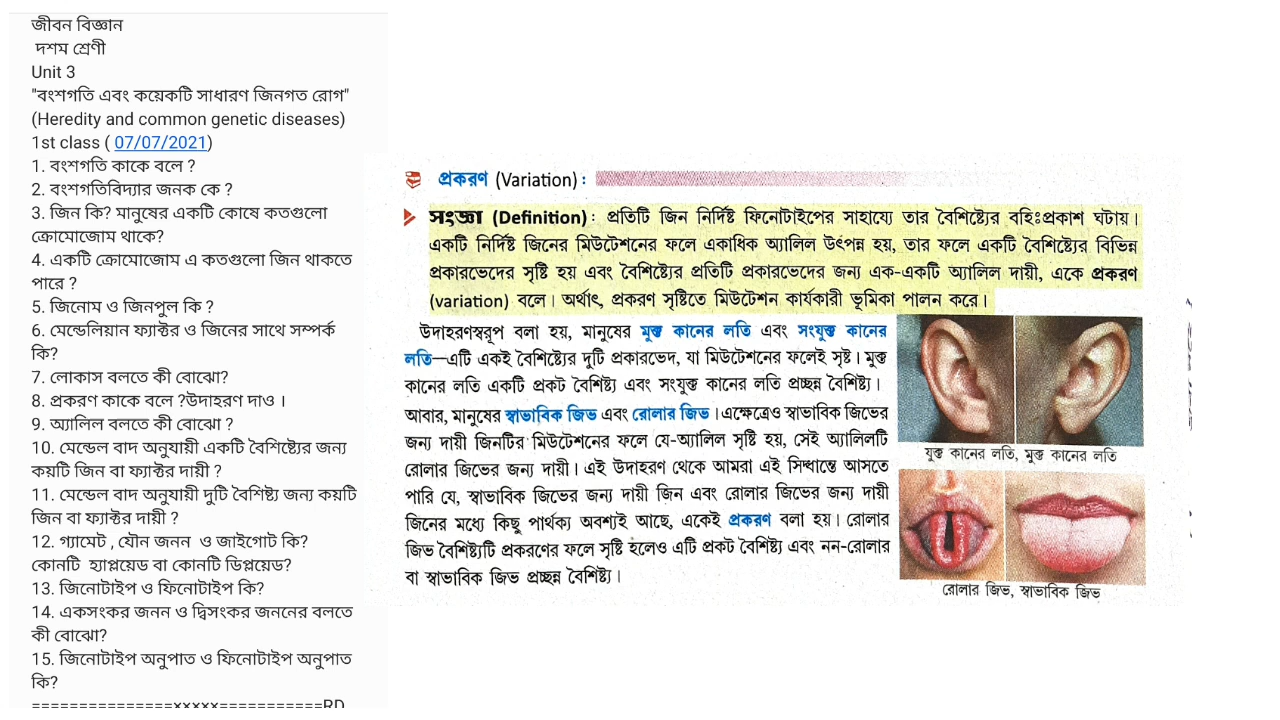 জীবন বিজ্ঞান
দশম শ্রেণী
Unit 3
"বংশগতি এবং কয়েকটি সাধারণ জিনগত রোগ"
(Heredity and common genetic diseases)
1st class ( 07/07/2021)
1. বংশগতি কাকে বলে ?
2. বংশগতিবিদ্যার জনক কে ?
3. জিন কি? মানুষের একটি কোষে কতগুলো
ক্রোমোজোম থাকে?
4. একটি ক্রোমোজোম এ কতগুলো জিন থাকতে
পারে ?
5. জিনোম ও জিনপুল কি ?
6. মেন্ডেলিয়ান ফ্যাক্টর ও জিনের সাথে সম্পর্ক
কি?
7. লোকাস বলতে কী বোঝো?
8. প্রকরণ কাকে বলে ?উদাহরণ দাও ।
9. অ্যালিল বলতে কী বোঝো ?
10. মেন্ডেল বাদ অনুযায়ী একটি বৈশিষ্ট্যের জন্য
কয়টি জিন বা ফ্যাক্টর দায়ী ?
11. মেন্ডেল বাদ অনুযায়ী দুটি বৈশিষ্ট্য জন্য কয়টি
জিন বা ফ্যাক্টর দায়ী ?
12. গ্যামেট , যৌন জনন ও জাইগোট কি?
কোনটি হ্যাপ্লয়েড বা কোনটি ডিপ্লয়েড?
13. জিনোটাইপ ও ফিনোটাইপ কি?
14. একসংকর জনন ও দ্বিসংকর জননের বলতে
কী বোঝো?
15. জিনোটাইপ অনুপাত ও ফিনোটাইপ অনুপাত
কি?
================xxxxx============RD
প্রকরণ (Variation) :
সংজ্ঞা (Definition) : প্রতিটি জিন নির্দিষ্ট ফিনোটাইপের সাহায্যে তার বৈশিষ্ট্যের বহিঃপ্রকাশ ঘটায়।
একটি নির্দিষ্ট জিনের মিউটেশনের ফলে একাধিক অ্যালিল উৎপন্ন হয়, তার ফলে একটি বৈশিষ্ট্যের বিভিন্ন
প্রকারভেদের সৃষ্টি হয় এবং বৈশিষ্ট্যের প্রতিটি প্রকারভেদের জন্য এক-একটি অ্যালিল দায়ী, একে প্রকরণ
(variation) বলে। অর্থাৎ, প্রকরণ সৃষ্টিতে মিউটেশন কার্যকারী ভূমিকা পালন করে।
উদাহরণস্বরূপ বলা হয়, মানুষের মুক্ত কানের লতি এবং সংযুক্ত কানের
লতি—এটি একই বৈশিষ্ট্যের দুটি প্রকারভেদ, যা মিউটেশনের ফলেই সৃষ্ট। মুক্ত
কানের লতি একটি প্রকট বৈশিষ্ট্য এবং সংযুক্ত কানের লতি প্রচ্ছন্ন বৈশিষ্ট্য।
আবার, মানুষের স্বাভাবিক জিভ এবং রোলার জিভ। এক্ষেত্রেও স্বাভাবিক জিভের
জন্য দায়ী জিনটির মিউটেশনের ফলে যে-অ্যালিল সৃষ্টি হয়, সেই অ্যালিলটি
রোলার জিভের জন্য দায়ী। এই উদাহরণ থেকে আমরা এই সিদ্ধান্তে আসতে
পারি যে, স্বাভাবিক জিভের জন্য দায়ী জিন এবং রোলার জিভের জন্য দায়ী
জিনের মধ্যে কিছু পার্থক্য অবশ্যই আছে, একেই প্রকরণ বলা হয়। রোলার
জিভ বৈশিষ্ট্যটি প্রকরণের ফলে সৃষ্টি হলেও এটি প্রকট বৈশিষ্ট্য এবং নন-রোলার
বা স্বাভাবিক জিভ প্রচ্ছন্ন বৈশিষ্ট্য।
যুক্ত কানের লতি, মুক্ত কানের লতি
রোলার জিভ, স্বাভাবিক জিভ